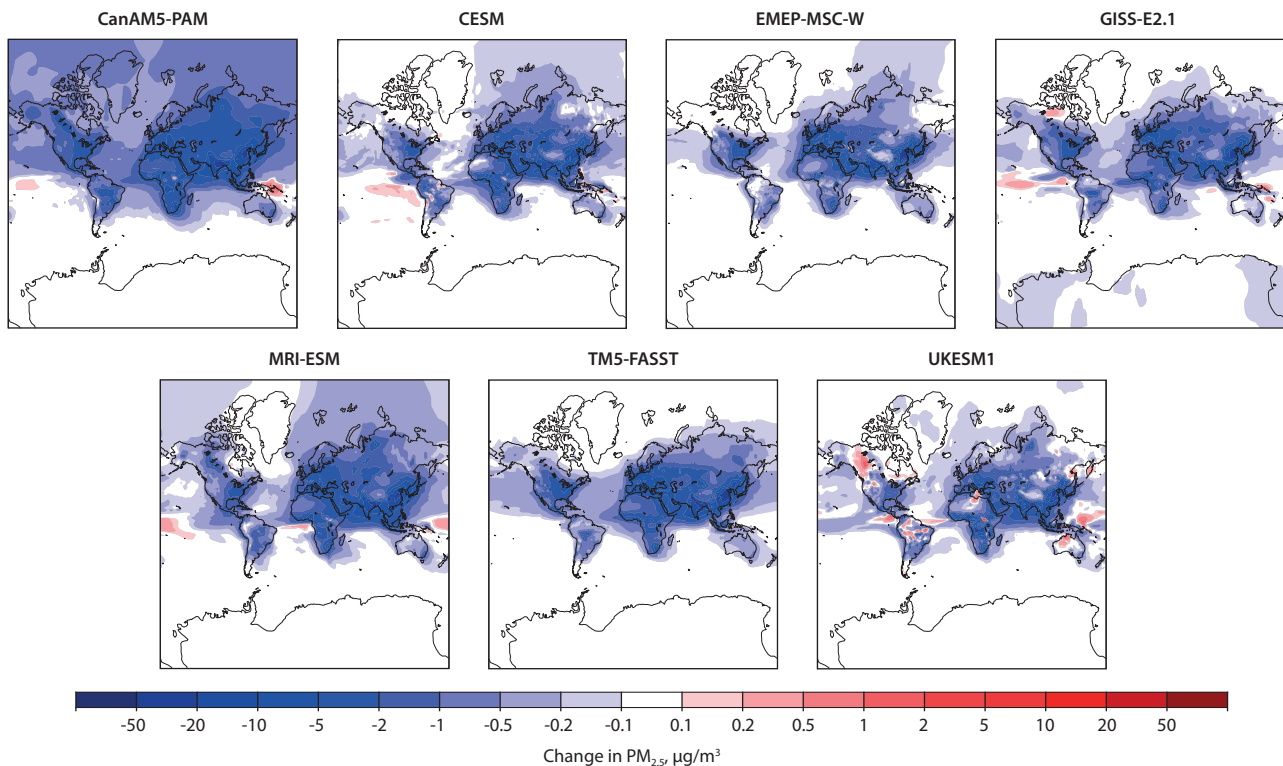 CanAM5-PAM CESM EMEP-MSC-W GISS-E2.1
MRI-ESM TM5-FASST UKESM1
-50 -20 -10 -5 -2 -1 -0.5 -0.2 -0.1 0.1 0.2 0.5 1 2 5 10 20 50
Change in PM2.5, µg/m³